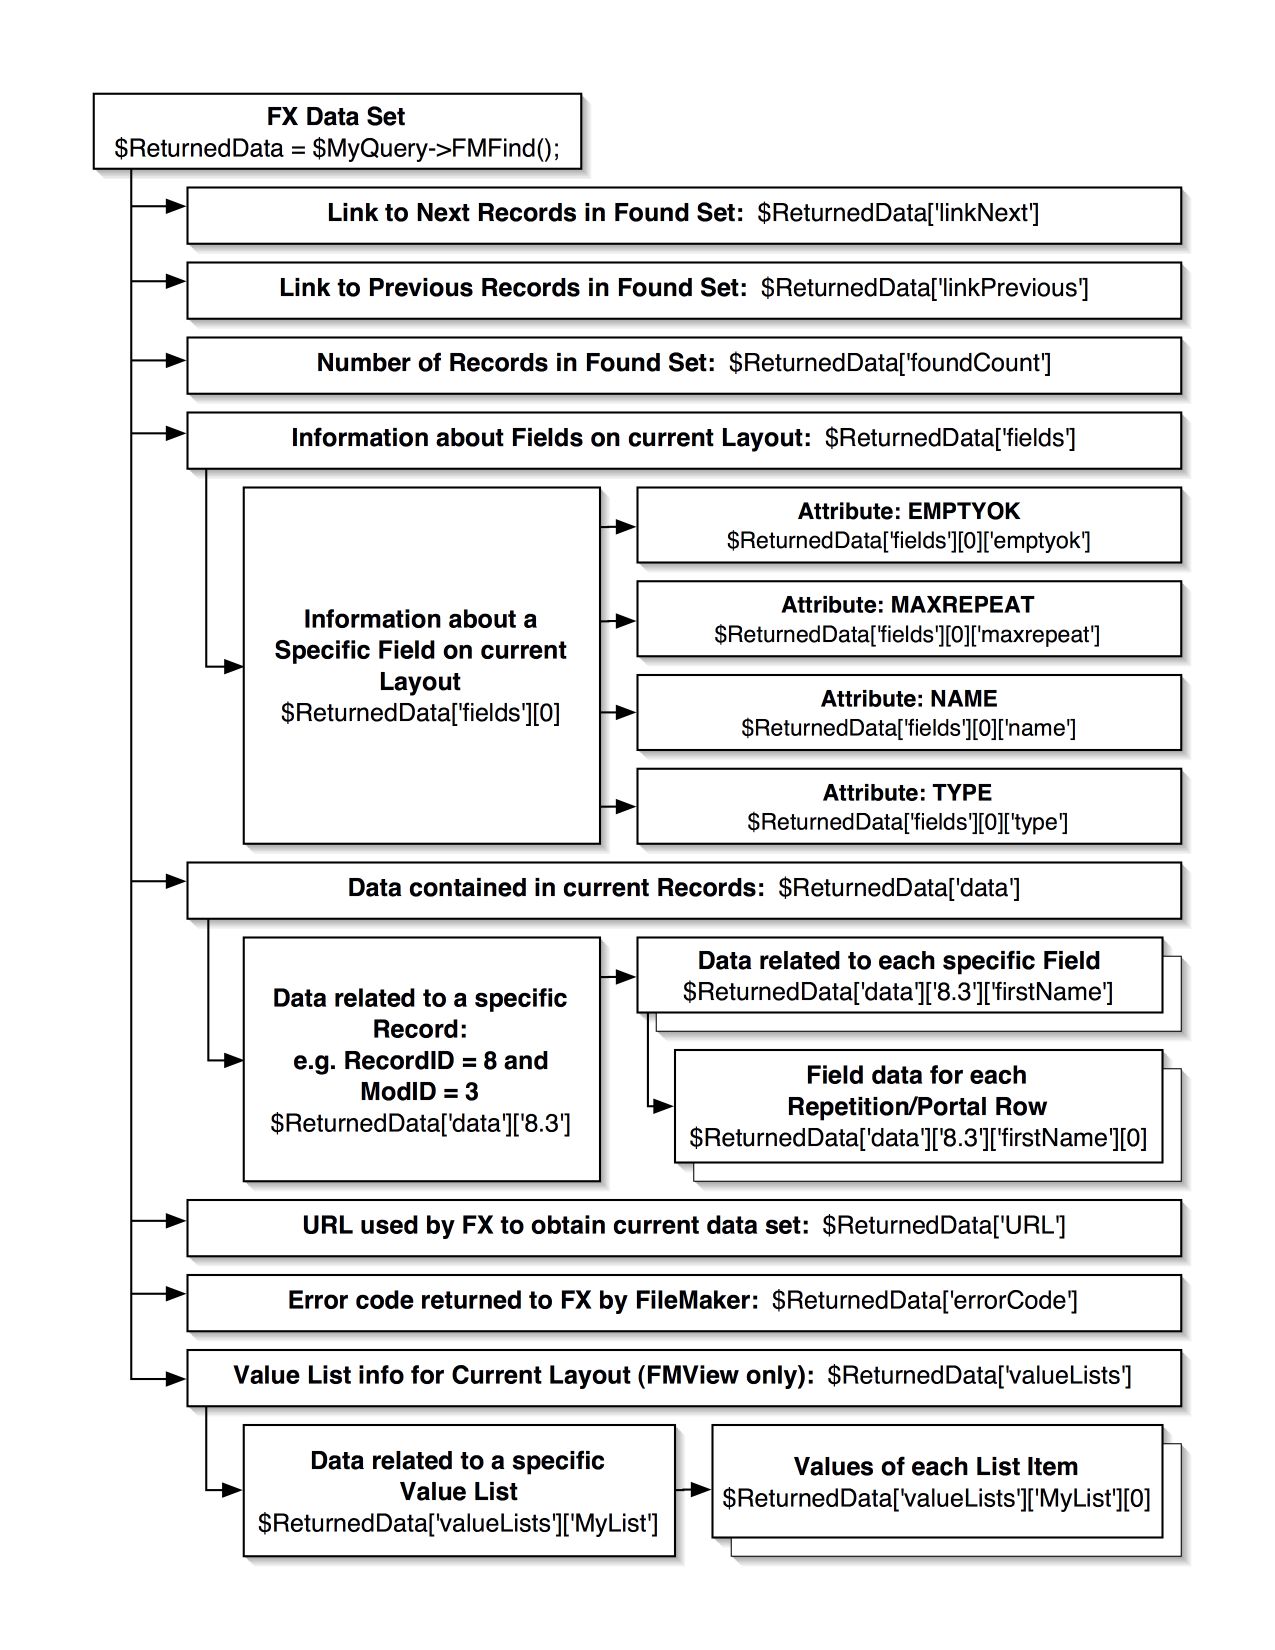 FX Data Set
$ReturnedData = $MyQuery->FMFind();
Link to Next Records in Found Set: $ReturnedData['linkNext']
Link to Previous Records in Found Set: $ReturnedData['linkPrevious']
Number of Records in Found Set: $ReturnedData['foundCount']
Information about Fields on current Layout: $ReturnedData['fields']
Information about a
Specific Field on current
Layout
$ReturnedData['fields'][0]
Attribute: EMPTYOK
$ReturnedData['fields'][0]['emptyok']
Attribute: MAXREPEAT
$ReturnedData['fields'][0]['maxrepeat']
Attribute: NAME
$ReturnedData['fields'][0]['name']
Attribute: TYPE
$ReturnedData['fields'][0]['type']
Data contained in current Records: $ReturnedData['data']
Data related to a specific
Record:
e.g. RecordID = 8 and
ModID = 3
$ReturnedData['data']['8.3']
Data related to each specific Field
$ReturnedData['data']['8.3']['firstName']
Field data for each
Repetition/Portal Row
$ReturnedData['data']['8.3']['firstName'][0]
URL used by FX to obtain current data set: $ReturnedData['URL']
Error code returned to FX by FileMaker: $ReturnedData['errorCode']
Value List info for Current Layout (FMView only): $ReturnedData['valueLists']
Data related to a specific
Value List
$ReturnedData['valueLists']['MyList']
Values of each List Item
$ReturnedData['valueLists']['MyList'][0]